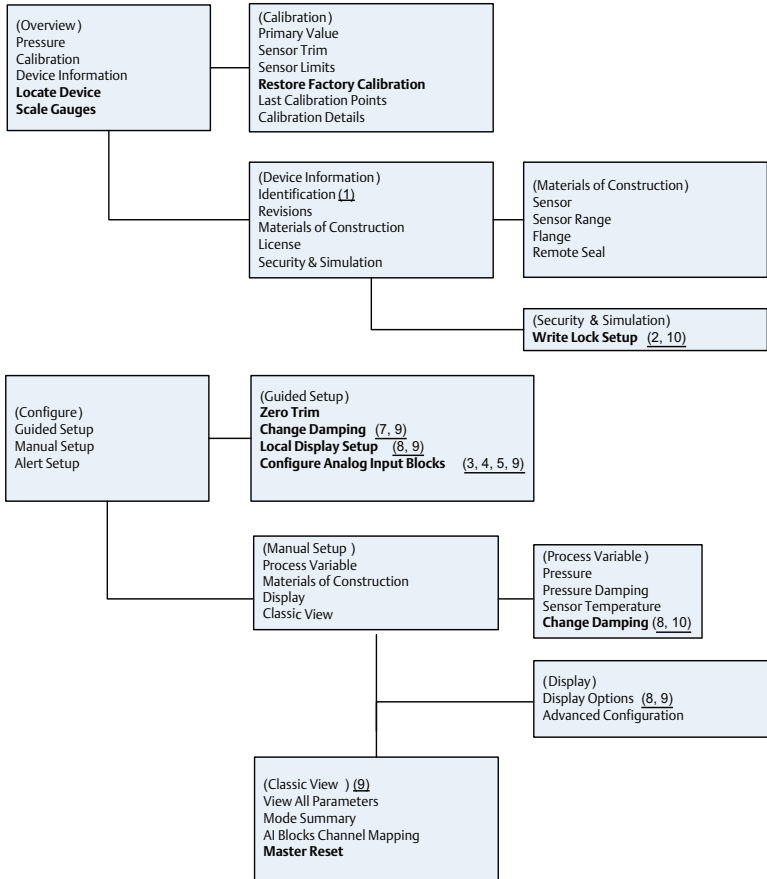 (Overview)
Pressure
Calibration
Device Information
Locate Device
Scale Gauges
(Calibration)
Primary Value
Sensor Trim
Sensor Limits
Restore Factory Calibration
Last Calibration Points
Calibration Details
(Device Information)
Identification (1)
Revisions
Materials of Construction
License
Security & Simulation
(Materials of Construction)
Sensor
Sensor Range
Flange
Remote Seal
(Security & Simulation)
Write Lock Setup (2, 10)
(Configure)
Guided Setup
Manual Setup
Alert Setup
(Guided Setup)
Zero Trim
Change Damping (7, 9)
Local Display Setup (8, 9)
Configure Analog Input Blocks (3, 4, 5, 9)
(Manual Setup )
Process Variable
Materials of Construction
Display
Classic View
(Process Variable )
Pressure
Pressure Damping
Sensor Temperature
Change Damping (8, 10)
(Display)
Display Options (8, 9)
Advanced Configuration
(Classic View ) (9)
View All Parameters
Mode Summary
AI Blocks Channel Mapping
Master Reset